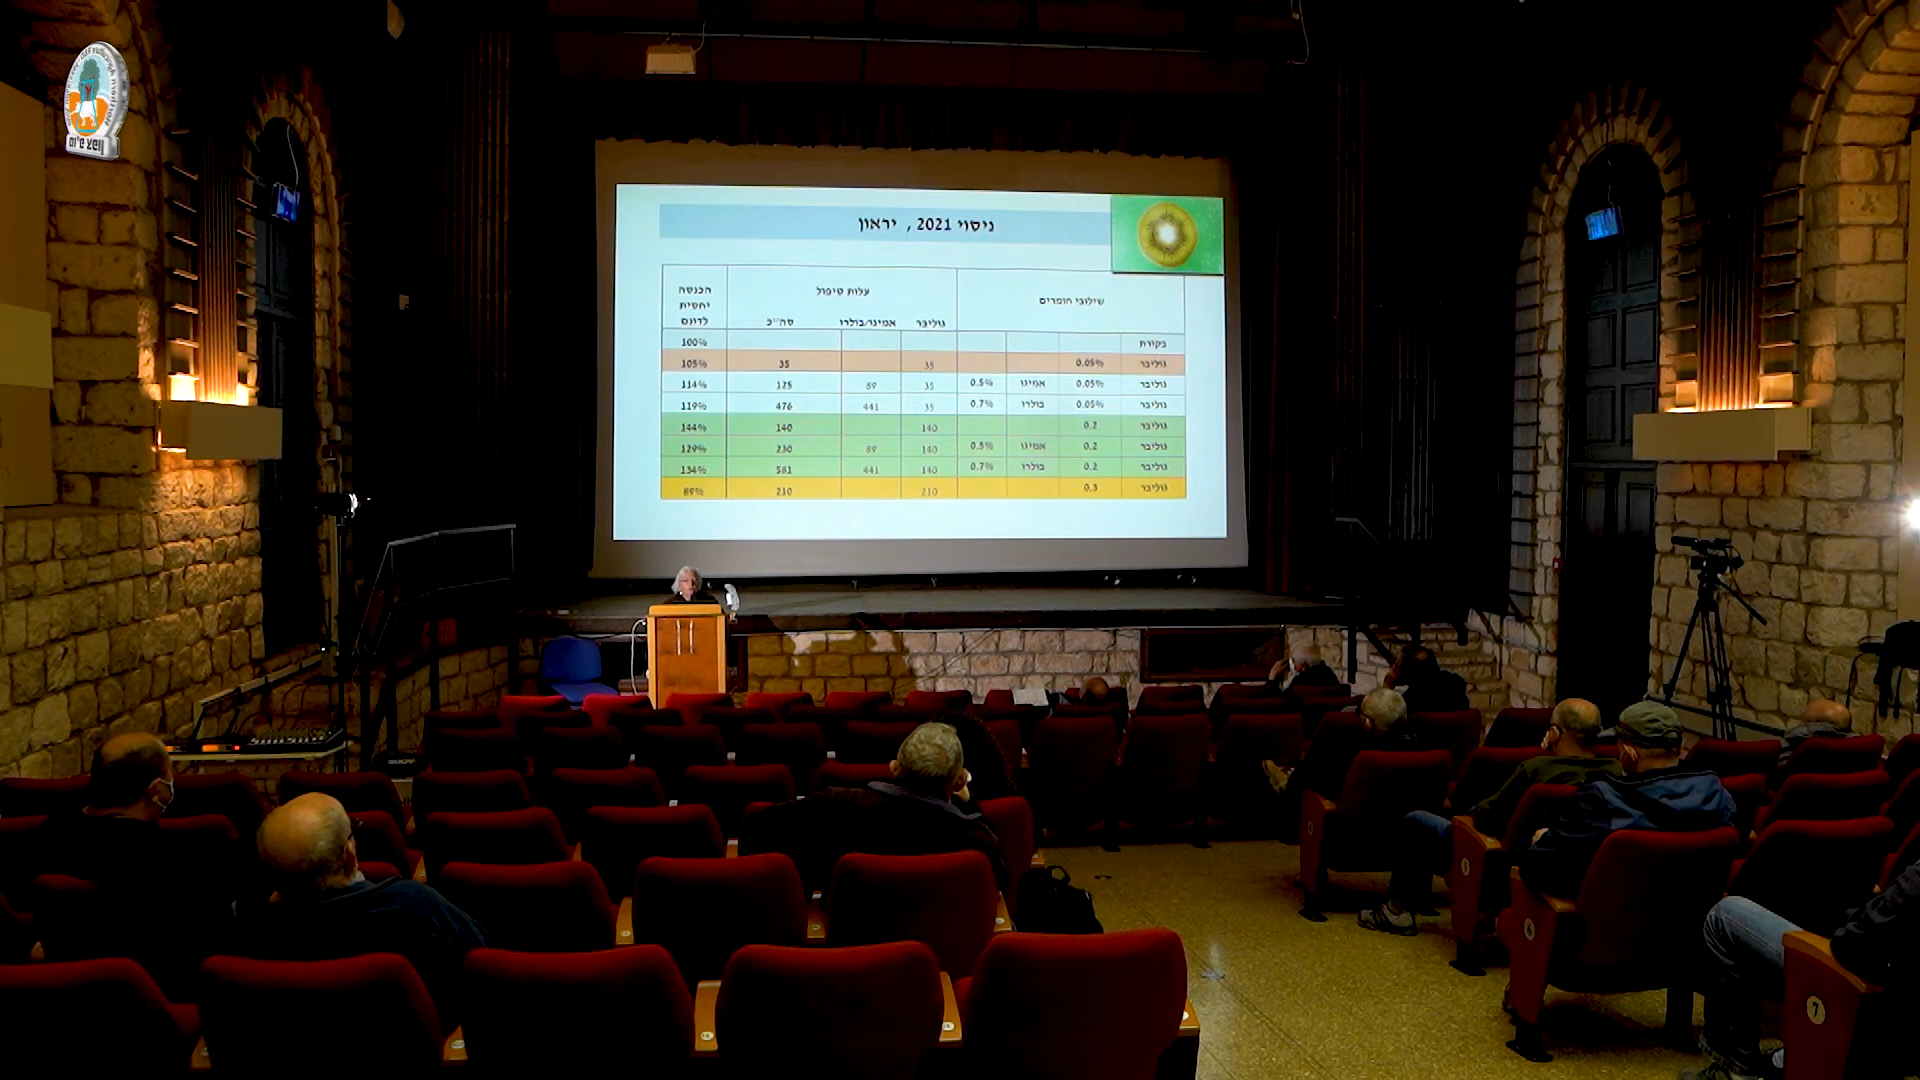 ניסוי 2021 , יראון
שילובי חומרים עלות טיפול הכנסה יחסית לדונם
גוליבר אמינו/בולרו סה"כ
ביקורת 100%
גוליבר 0.05% 35 35 105%
גוליבר 0.05% אמינו 0.5% 35 89 125 114%
גוליבר 0.05% בולרו 0.7% 35 441 476 119%
גוליבר 0.2 140 140 144%
גוליבר 0.2 אמינו 0.5% 140 89 230 129%
גוליבר 0.2 בולרו 0.7% 140 441 581 134%
גוליבר 0.3 210 210 89%
7